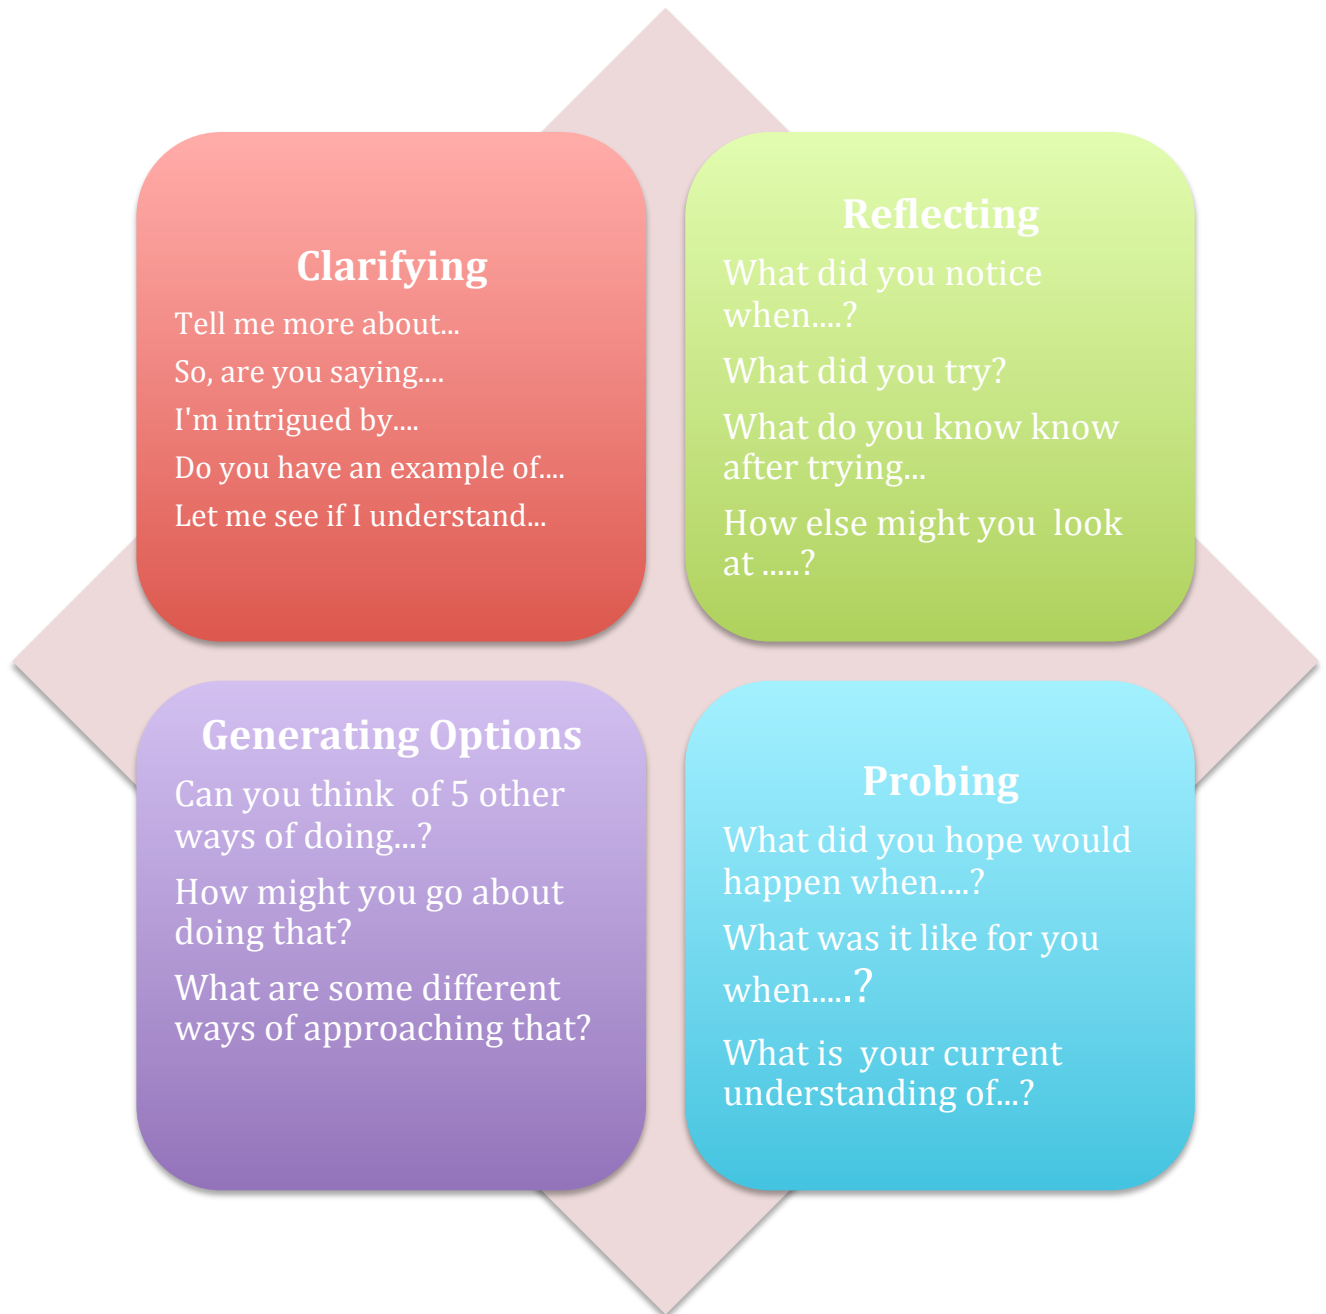 Clarifying
Tell me more about...
So, are you saying....
I'm intrigued by....
Do you have an example of....
Let me see if I understand...
Reflecting
What did you notice
when....?
What did you try?
What do you know know
after trying...
How else might you  look
at .....?
Generating Options
Can you think  of 5 other
ways of doing...?
How might you go about
doing that?
What are some different
ways of approaching that?
Probing
What did you hope would
happen when....?
What was it like for you
when.....?
What is  your current
understanding of...?